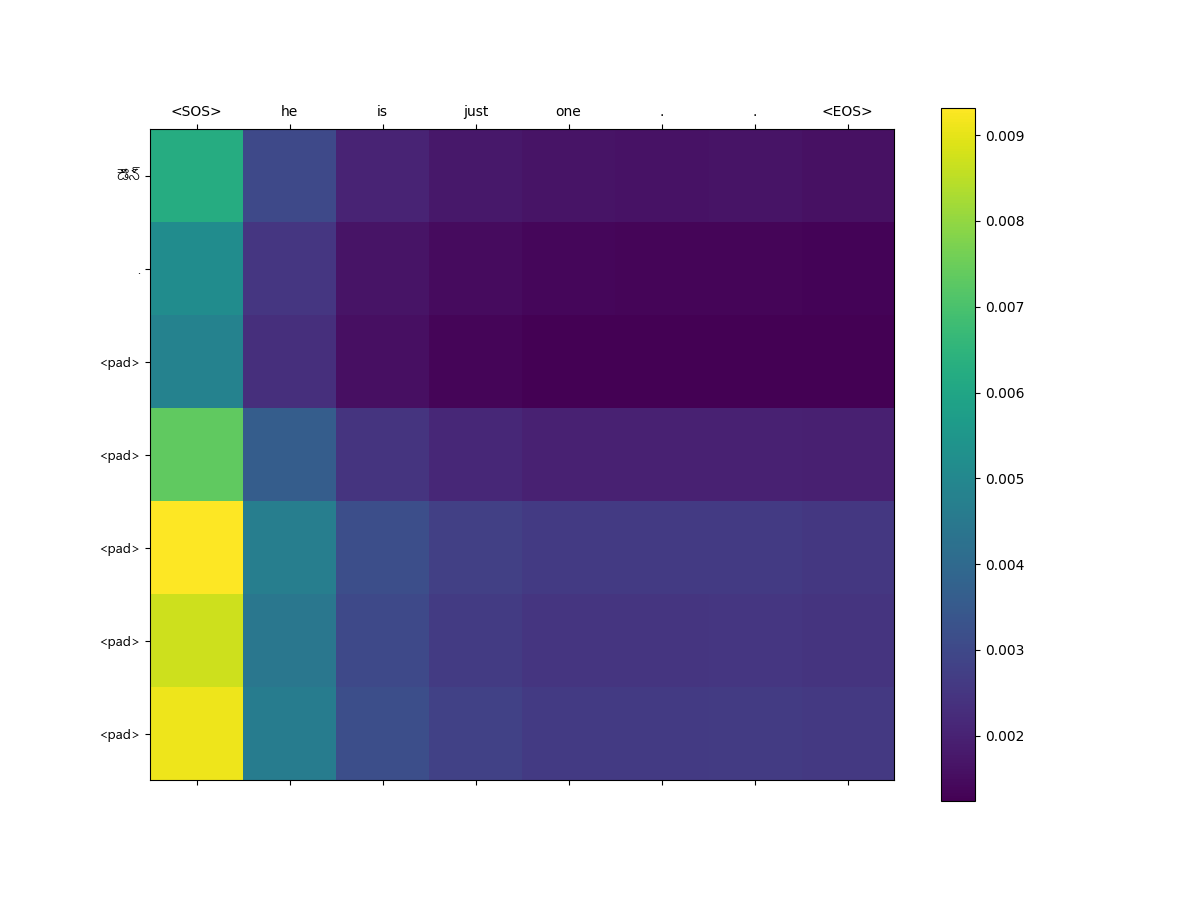 <SOS> he is just one . . <EOS>
.
<pad>
<pad>
<pad>
<pad>
<pad>
0.009
0.008
0.007
0.006
0.005
0.004
0.003
0.002